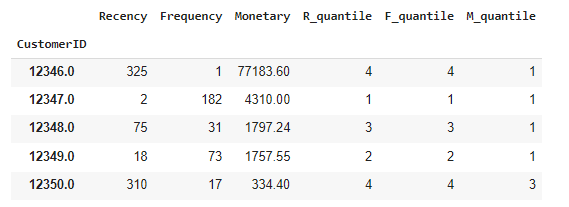 Recency Frequency Monetary R_quantile F_quantile M_quantile
CustomerID
12346.0 325 1 77183.60 4 4 1
12347.0 2 182 4310.00 1 1 1
12348.0 75 31 1797.24 3 3 1
12349.0 18 73 1757.55 2 2 1
12350.0 310 17 334.40 4 4 3